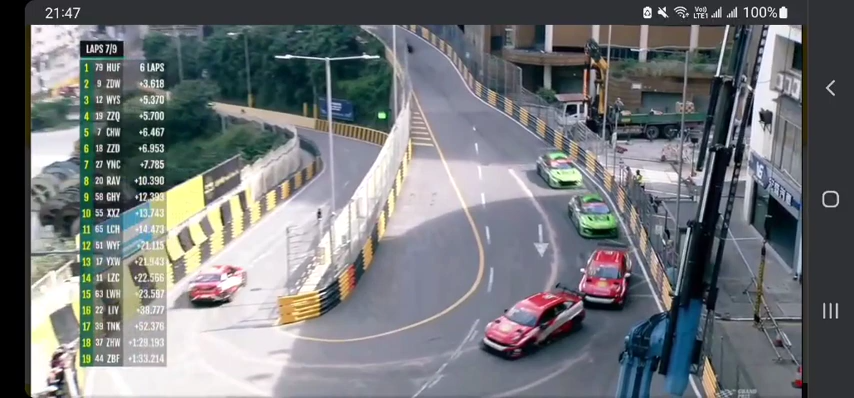 21:47
Vo) LTE1 100%
LAPS 7/9
1 79 HUF 6 LAPS
2 9 ZDW +3.618
3 12 WYS +5.370
4 19 ZZQ +5.700
5 7 CHW +6.467
6 18 ZZD +6.953
7 27 YNC +7.785
8 20 RAV +10.390
9 58 GHY +12.393
10 55 XXZ +13.743
11 65 LCH +14.473
12 51 WYF +21.115
13 17 YXW +21.943
14 11 LZC +22.566
15 63 LWH +23.597
16 22 LIV +38.777
17 39 TNK +52.376
18 37 ZHW +1:29.193
19 44 ZBF +1:33.214